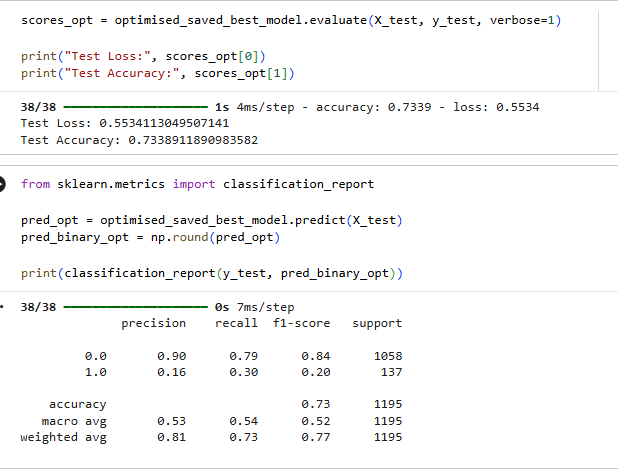 scores_opt = optimised_saved_best_model.evaluate(X_test, y_test, verbose=1)
print("Test Loss:", scores_opt[0])
print("Test Accuracy:", scores_opt[1])
38/38 ━━━━━━━━━━━━━━━━━━━━ 1s 4ms/step - accuracy: 0.7339 - loss: 0.5534
Test Loss: 0.5534113049507141
Test Accuracy: 0.7338911890983582
from sklearn.metrics import classification_report
pred_opt = optimised_saved_best_model.predict(X_test)
pred_binary_opt = np.round(pred_opt)
print(classification_report(y_test, pred_binary_opt))
38/38 ━━━━━━━━━━━━━━━━━━━━ 0s 7ms/step
precision recall f1-score support
0.0 0.90 0.79 0.84 1058
1.0 0.16 0.30 0.20 137
accuracy 0.73 1195
macro avg 0.53 0.54 0.52 1195
weighted avg 0.81 0.73 0.77 1195